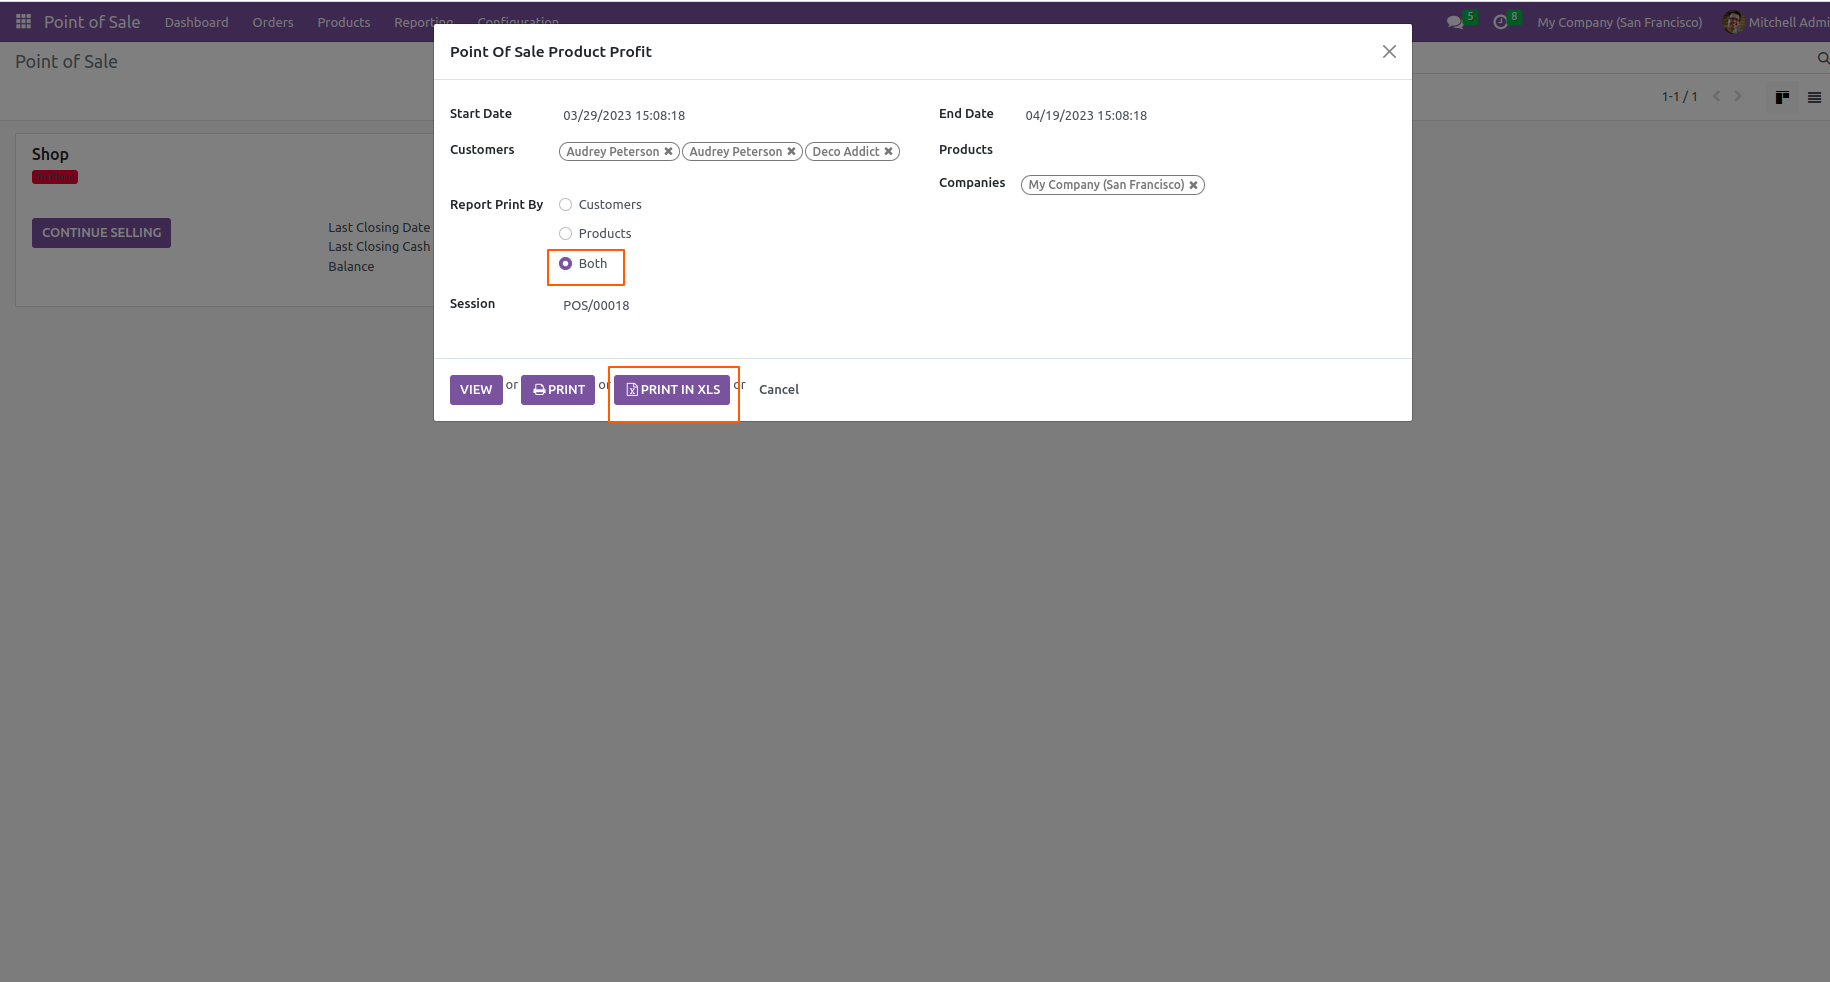 Point of Sale Dashboard Orders Products Reporting Configuration 5 8 My Company (San Francisco) Mitchell Admi
Point of Sale
1-1 / 1
Shop
CONTINUE SELLING
Last Closing Date
Last Closing Cash
Balance
Point Of Sale Product Profit
Start Date 03/29/2023 15:08:18 End Date 04/19/2023 15:08:18
Customers Audrey Peterson ✖ Audrey Peterson ✖ Deco Addict ✖ Products
Companies My Company (San Francisco) ✖
Report Print By Customers
Products
Both
Session POS/00018
VIEW or PRINT or PRINT IN XLS or Cancel